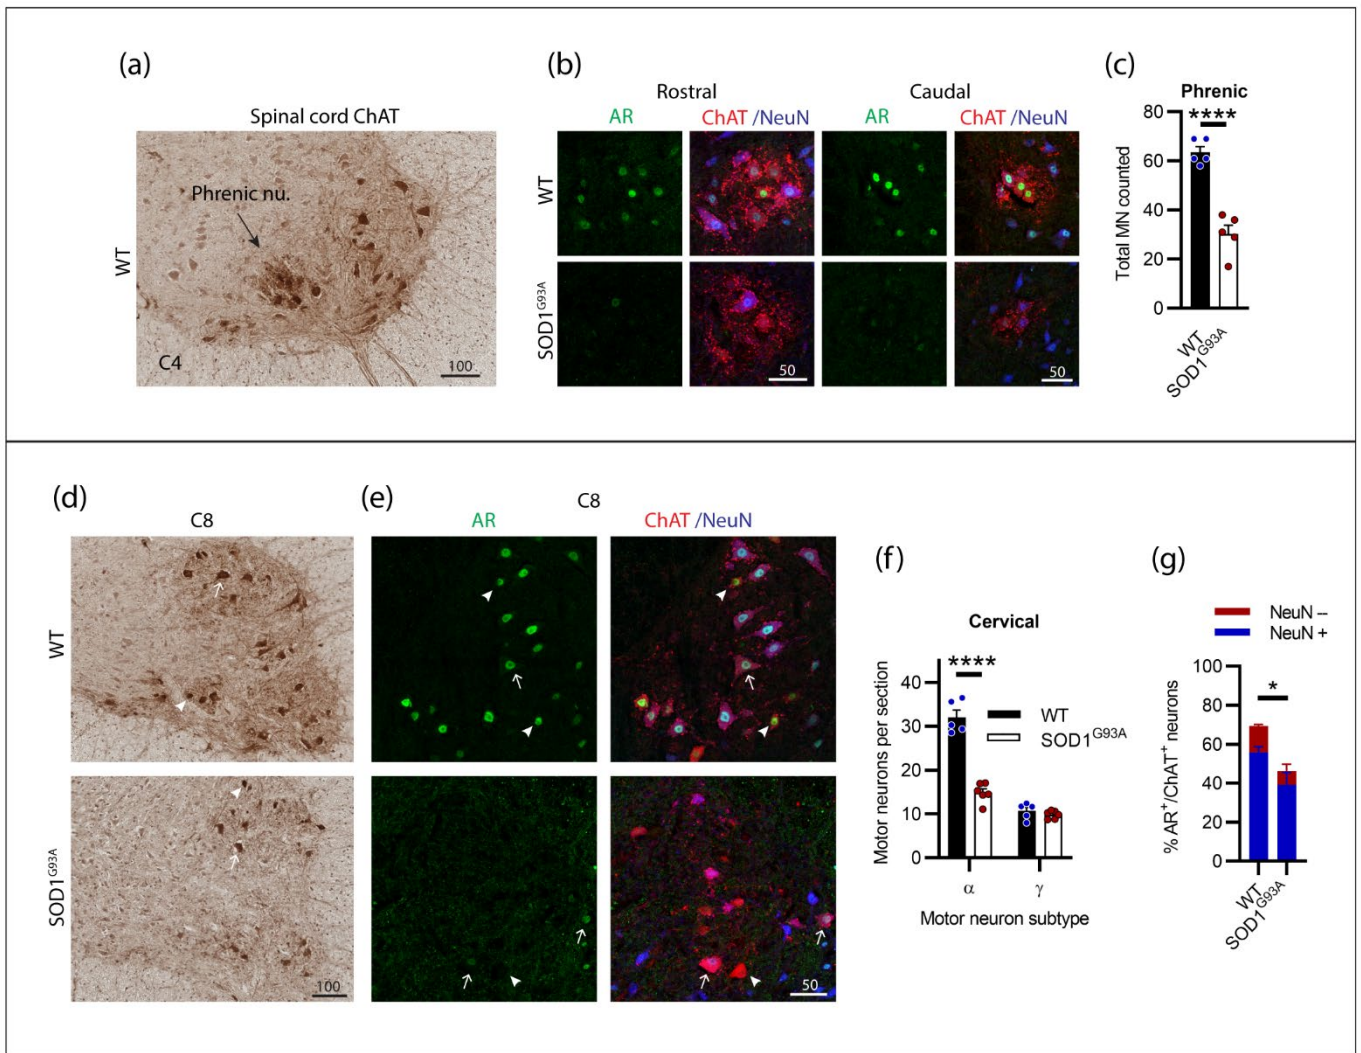 (a)
Spinal cord ChAT
Phrenic nu.
WT
C4
100
(b)
Rostral
Caudal
AR
ChAT /NeuN
AR
ChAT /NeuN
WT
SOD1G93A
50
50
(c)
Phrenic
****
80
60
40
20
0
Total MN counted
WT
SOD1G93A
(d)
C8
WT
SOD1G93A
100
(e)
C8
AR
ChAT /NeuN
50
(f)
Cervical
****
40
30
20
10
0
Motor neurons per section
WT
SOD1G93A
α
γ
Motor neuron subtype
(g)
NeuN –
NeuN +
100
80
60
40
20
0
*
% AR+/ChAT+ neurons
WT
SOD1G93A